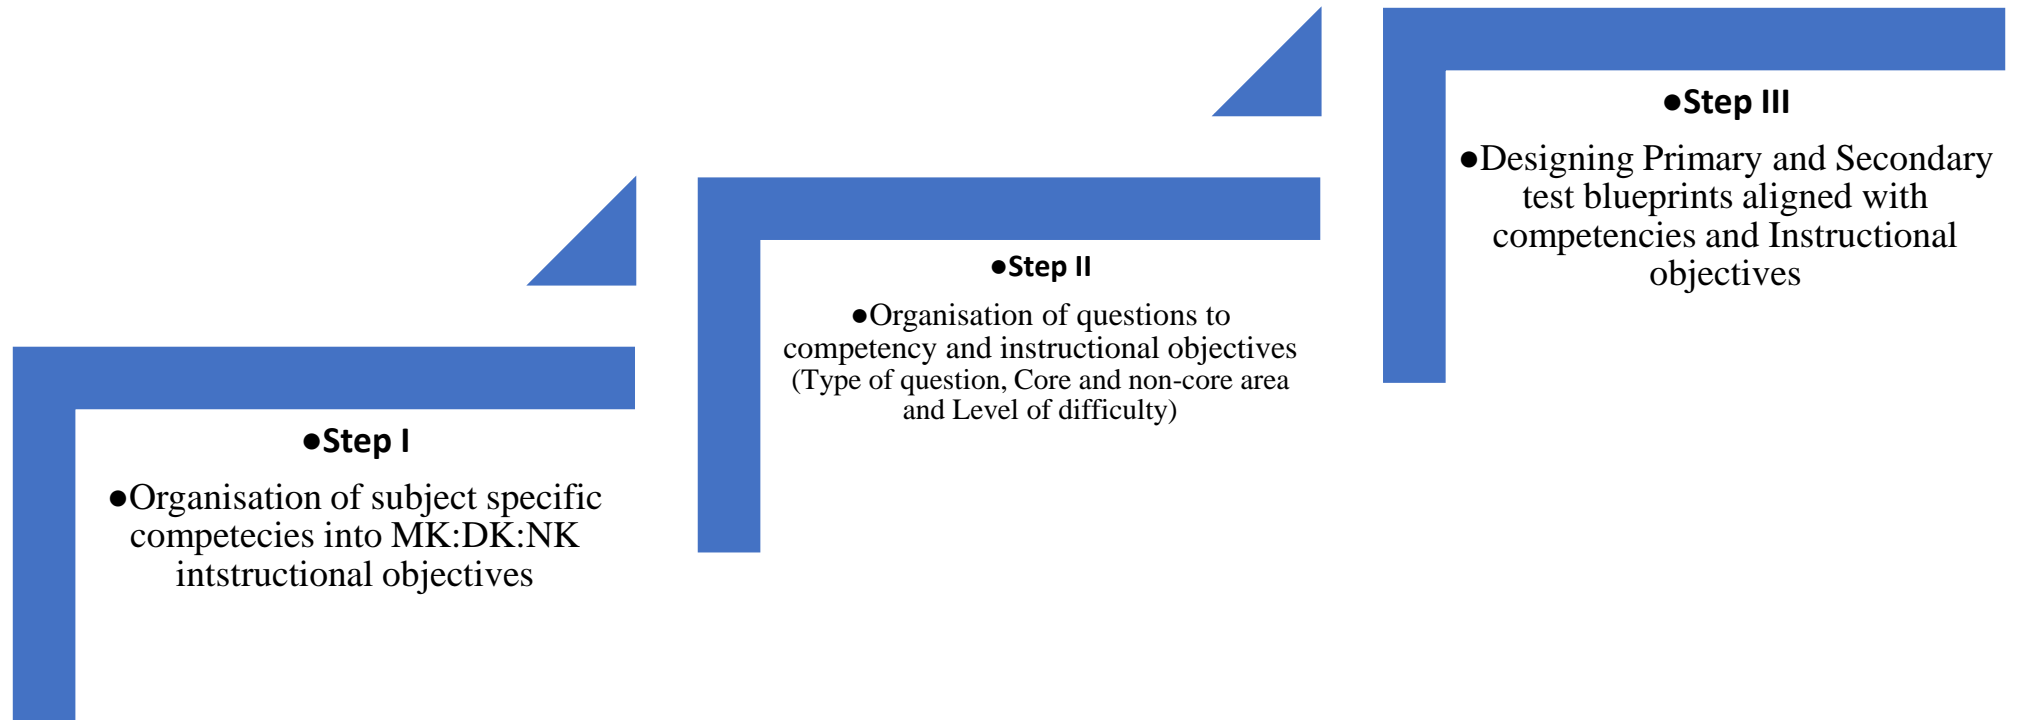 ●Step I
●Organisation of subject specific
competecies into MK:DK:NK
intstructional objectives
●Step II
●Organisation of questions to
competency and instructional objectives
(Type of question, Core and non-core area
and Level of difficulty)
●Step III
●Designing Primary and Secondary
test blueprints aligned with
competencies and Instructional
objectives